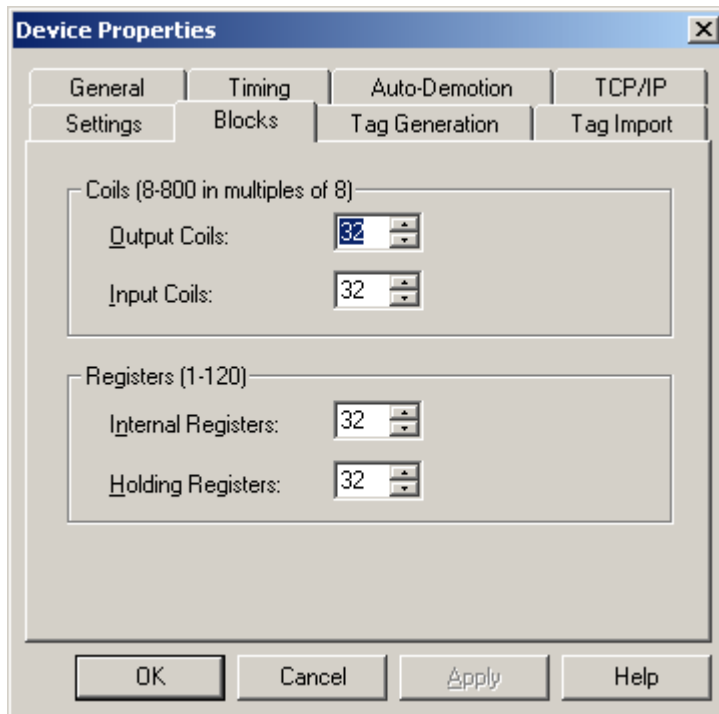 Device Properties
General Timing Auto-Demotion TCP/IP
Settings Blocks Tag Generation Tag Import
Coils (8-800 in multiples of 8)
Output Coils: 32
Input Coils: 32
Registers (1-120)
Internal Registers: 32
Holding Registers: 32
OK Cancel Apply Help